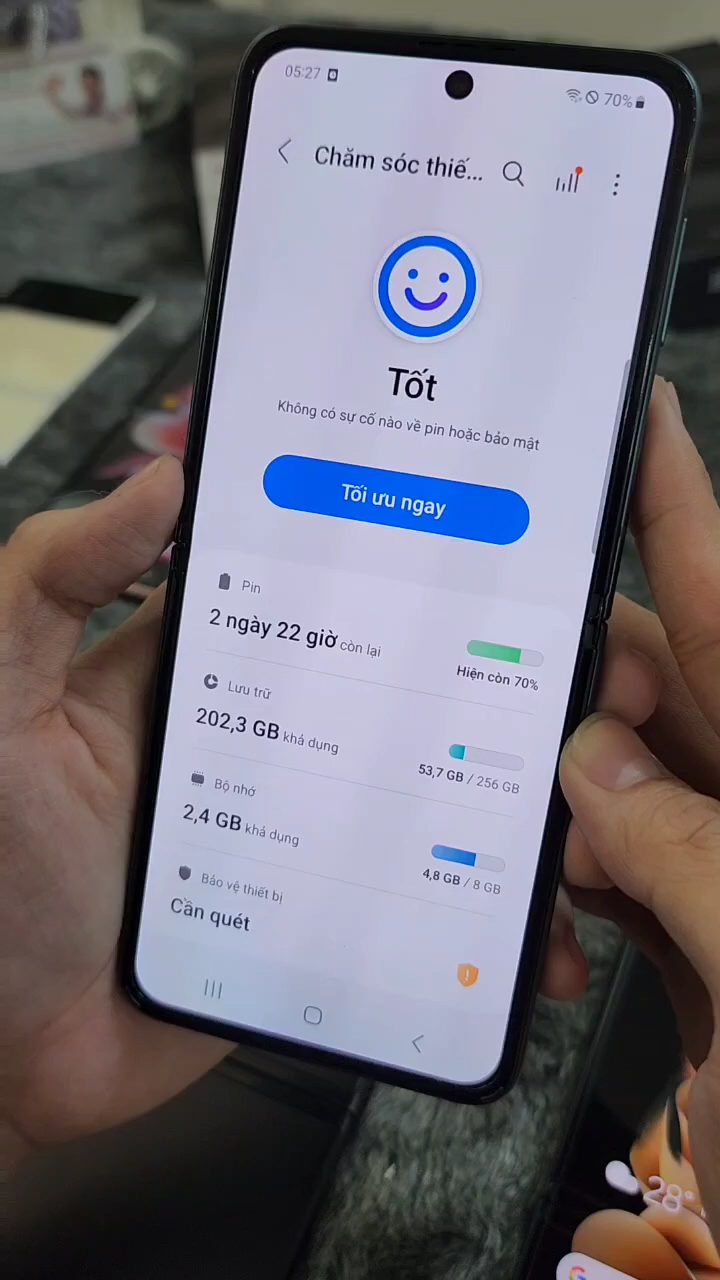 05:27
70%
Chăm sóc thiế...
Tốt
Không có sự cố nào về pin hoặc bảo mật
Tối ưu ngay
Pin
2 ngày 22 giờ còn lại
Hiện còn 70%
Lưu trữ
202,3 GB khả dụng
53,7 GB / 256 GB
Bộ nhớ
2,4 GB khả dụng
4,8 GB / 8 GB
Bảo vệ thiết bị
Cần quét
28°
G